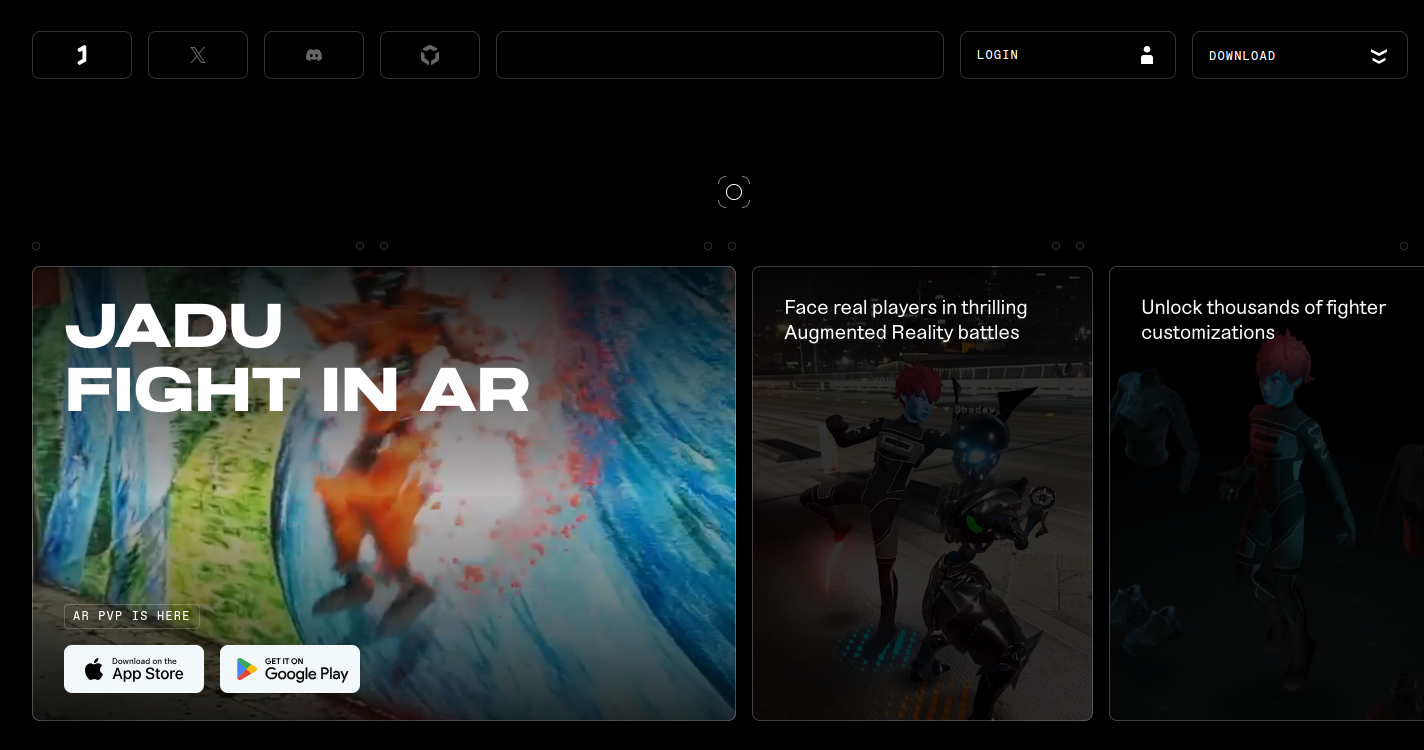 LOGIN
DOWNLOAD
JADU
FIGHT IN AR
AR PVP IS HERE
Download on the
App Store
GET IT ON
Google Play
Face real players in thrilling
Augmented Reality battles
Shadow
Unlock thousands of fighter
customizations